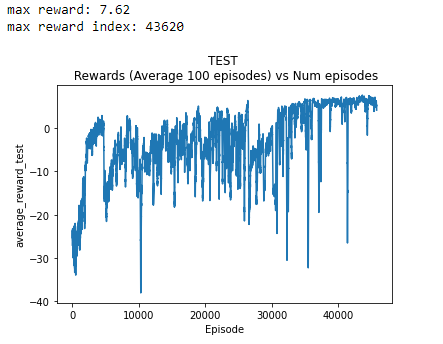 max reward: 7.62
max reward index: 43620
TEST
Rewards (Average 100 episodes) vs Num episodes
average_reward_test
0
−10
−20
−30
−40
0 10000 20000 30000 40000
Episode